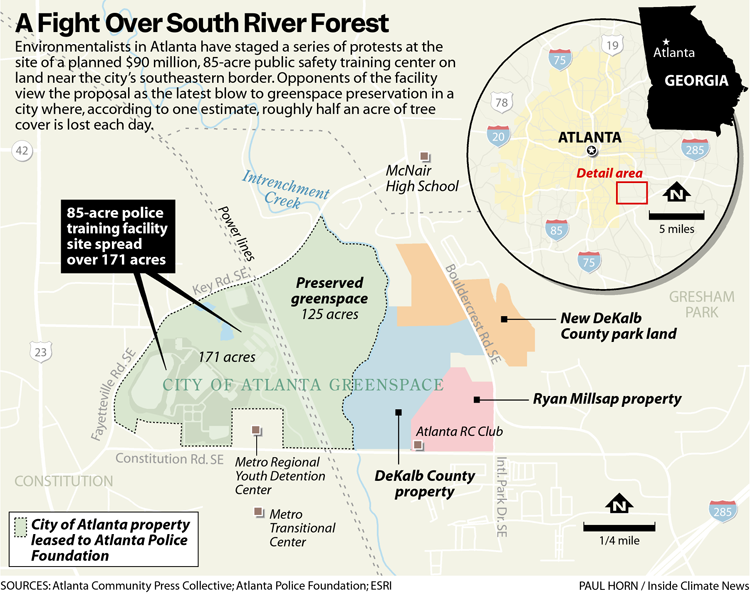 A Fight Over South River Forest
Environmentalists in Atlanta have staged a series of protests at the
site of a planned $90 million, 85-acre public safety training center on
land near the city's southeastern border. Opponents of the facility
view the proposal as the latest blow to greenspace preservation in a
city where, according to one estimate, roughly half an acre of tree
cover is lost each day.
75
19
Atlanta
GEORGIA
78
20
ATLANTA
285
Detail area
N
5 miles
85
75
42
McNair
High School
Intrenchment
Creek
85-acre police
training facility
site spread
over 171 acres
Power lines
Key Rd. SE
Preserved
greenspace
125 acres
Bouldercrest Rd. SE
GRESHAM
PARK
New DeKalb
County park land
23
171 acres
Fayetteville Rd. SE
CITY OF ATLANTA GREENSPACE
Ryan Millsap property
Atlanta RC Club
Constitution Rd. SE
Metro Regional
Youth Detention
Center
DeKalb County
property
Intl. Park Dr. SE
CONSTITUTION
Metro
Transitional
Center
N
1/4 mile
285
City of Atlanta property
leased to Atlanta Police
Foundation
SOURCES: Atlanta Community Press Collective; Atlanta Police Foundation; ESRI
PAUL HORN / Inside Climate News